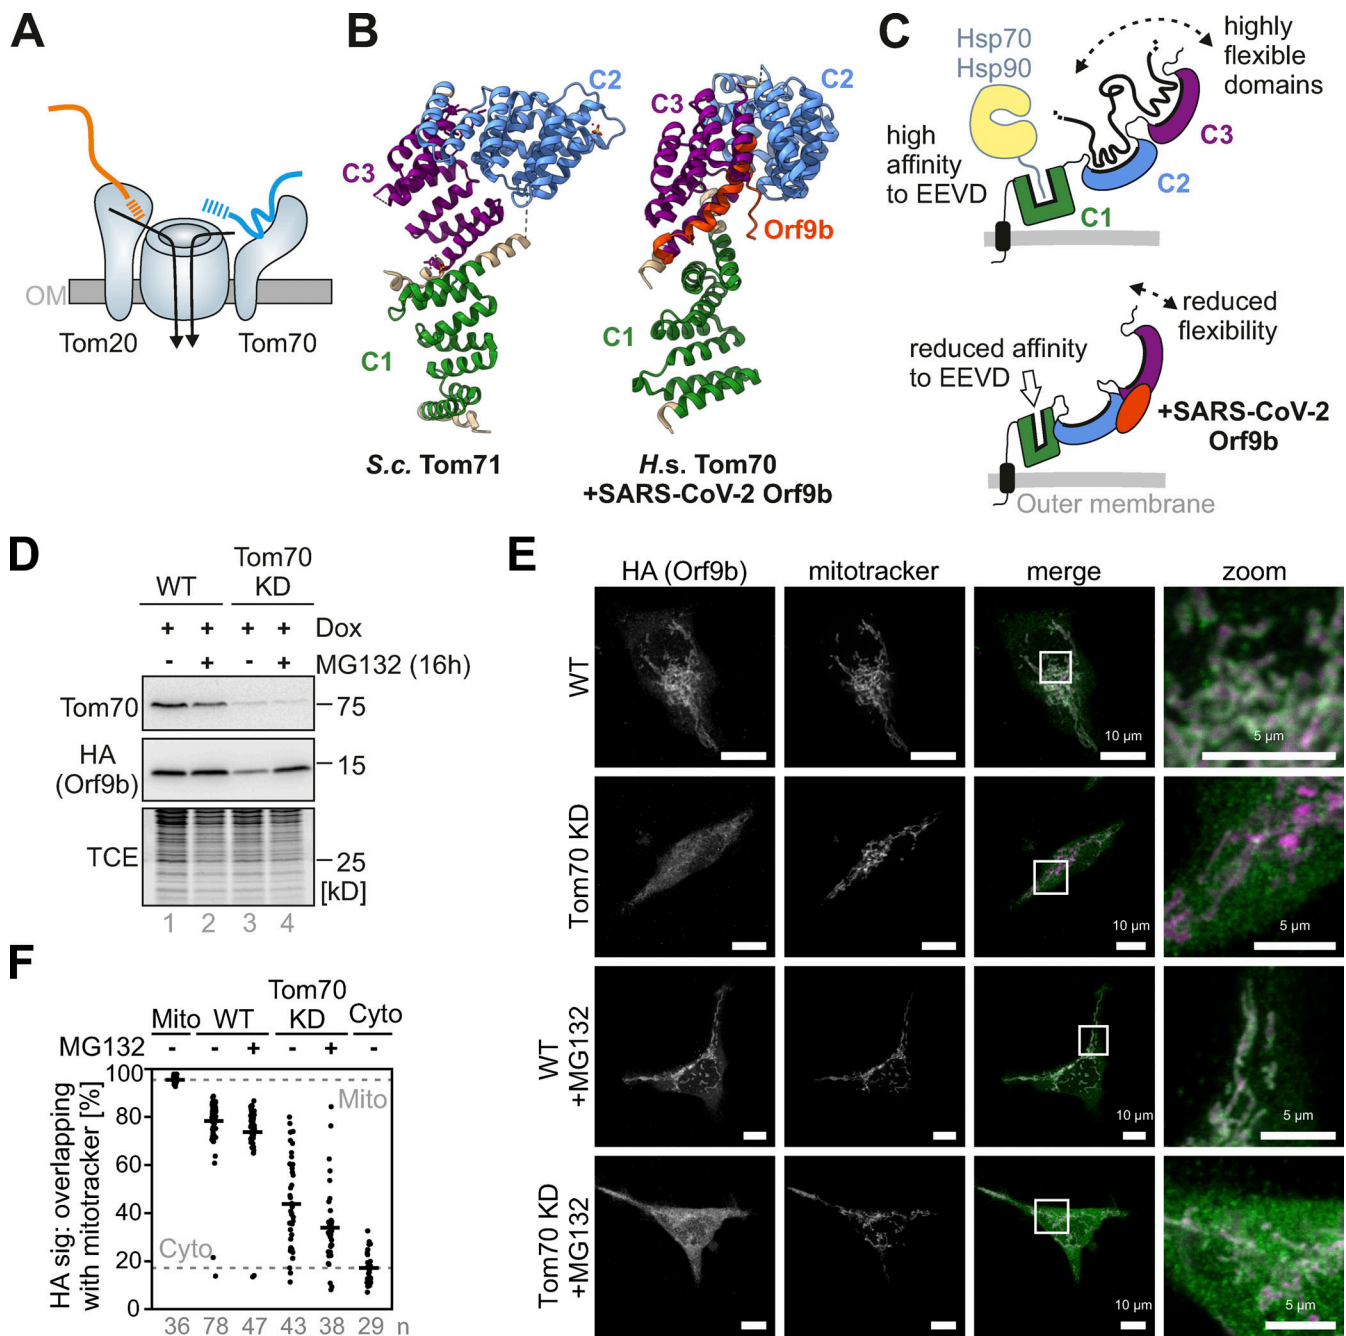 A
OM
Tom20
Tom70
B
C2
C3
C1
S.c. Tom71
C3
C2
Orf9b
C1
H.s. Tom70
+SARS-CoV-2 Orf9b
C
Hsp70
Hsp90
highly
flexible
domains
high
affinity
to EEVD
C3
C2
C1
reduced
flexibility
reduced affinity
to EEVD
+SARS-CoV-2
Orf9b
Outer membrane
D
WT
Tom70
KD
+ + + + Dox
- + - + MG132 (16h)
Tom70
75
HA
(Orf9b)
15
TCE
25
[kD]
1 2 3 4
E
HA (Orf9b) mitotracker merge zoom
WT
10 µm
5 µm
Tom70 KD
10 µm
5 µm
WT
+MG132
10 µm
5 µm
Tom70 KD
+MG132
10 µm
5 µm
F
Mito WT Tom70
KD Cyto
MG132 - - + - + -
HA sig: overlapping
with mitotracker [%]
100
80
60
40
20
0
Mito
Cyto
36 78 47 43 38 29 n